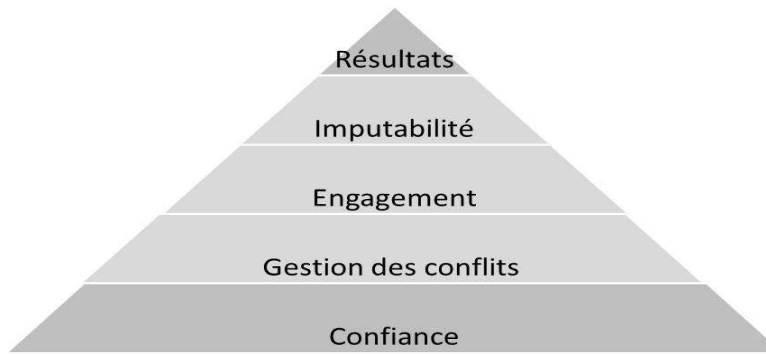 Résultats
Imputabilité
Engagement
Gestion des conflits
Confiance